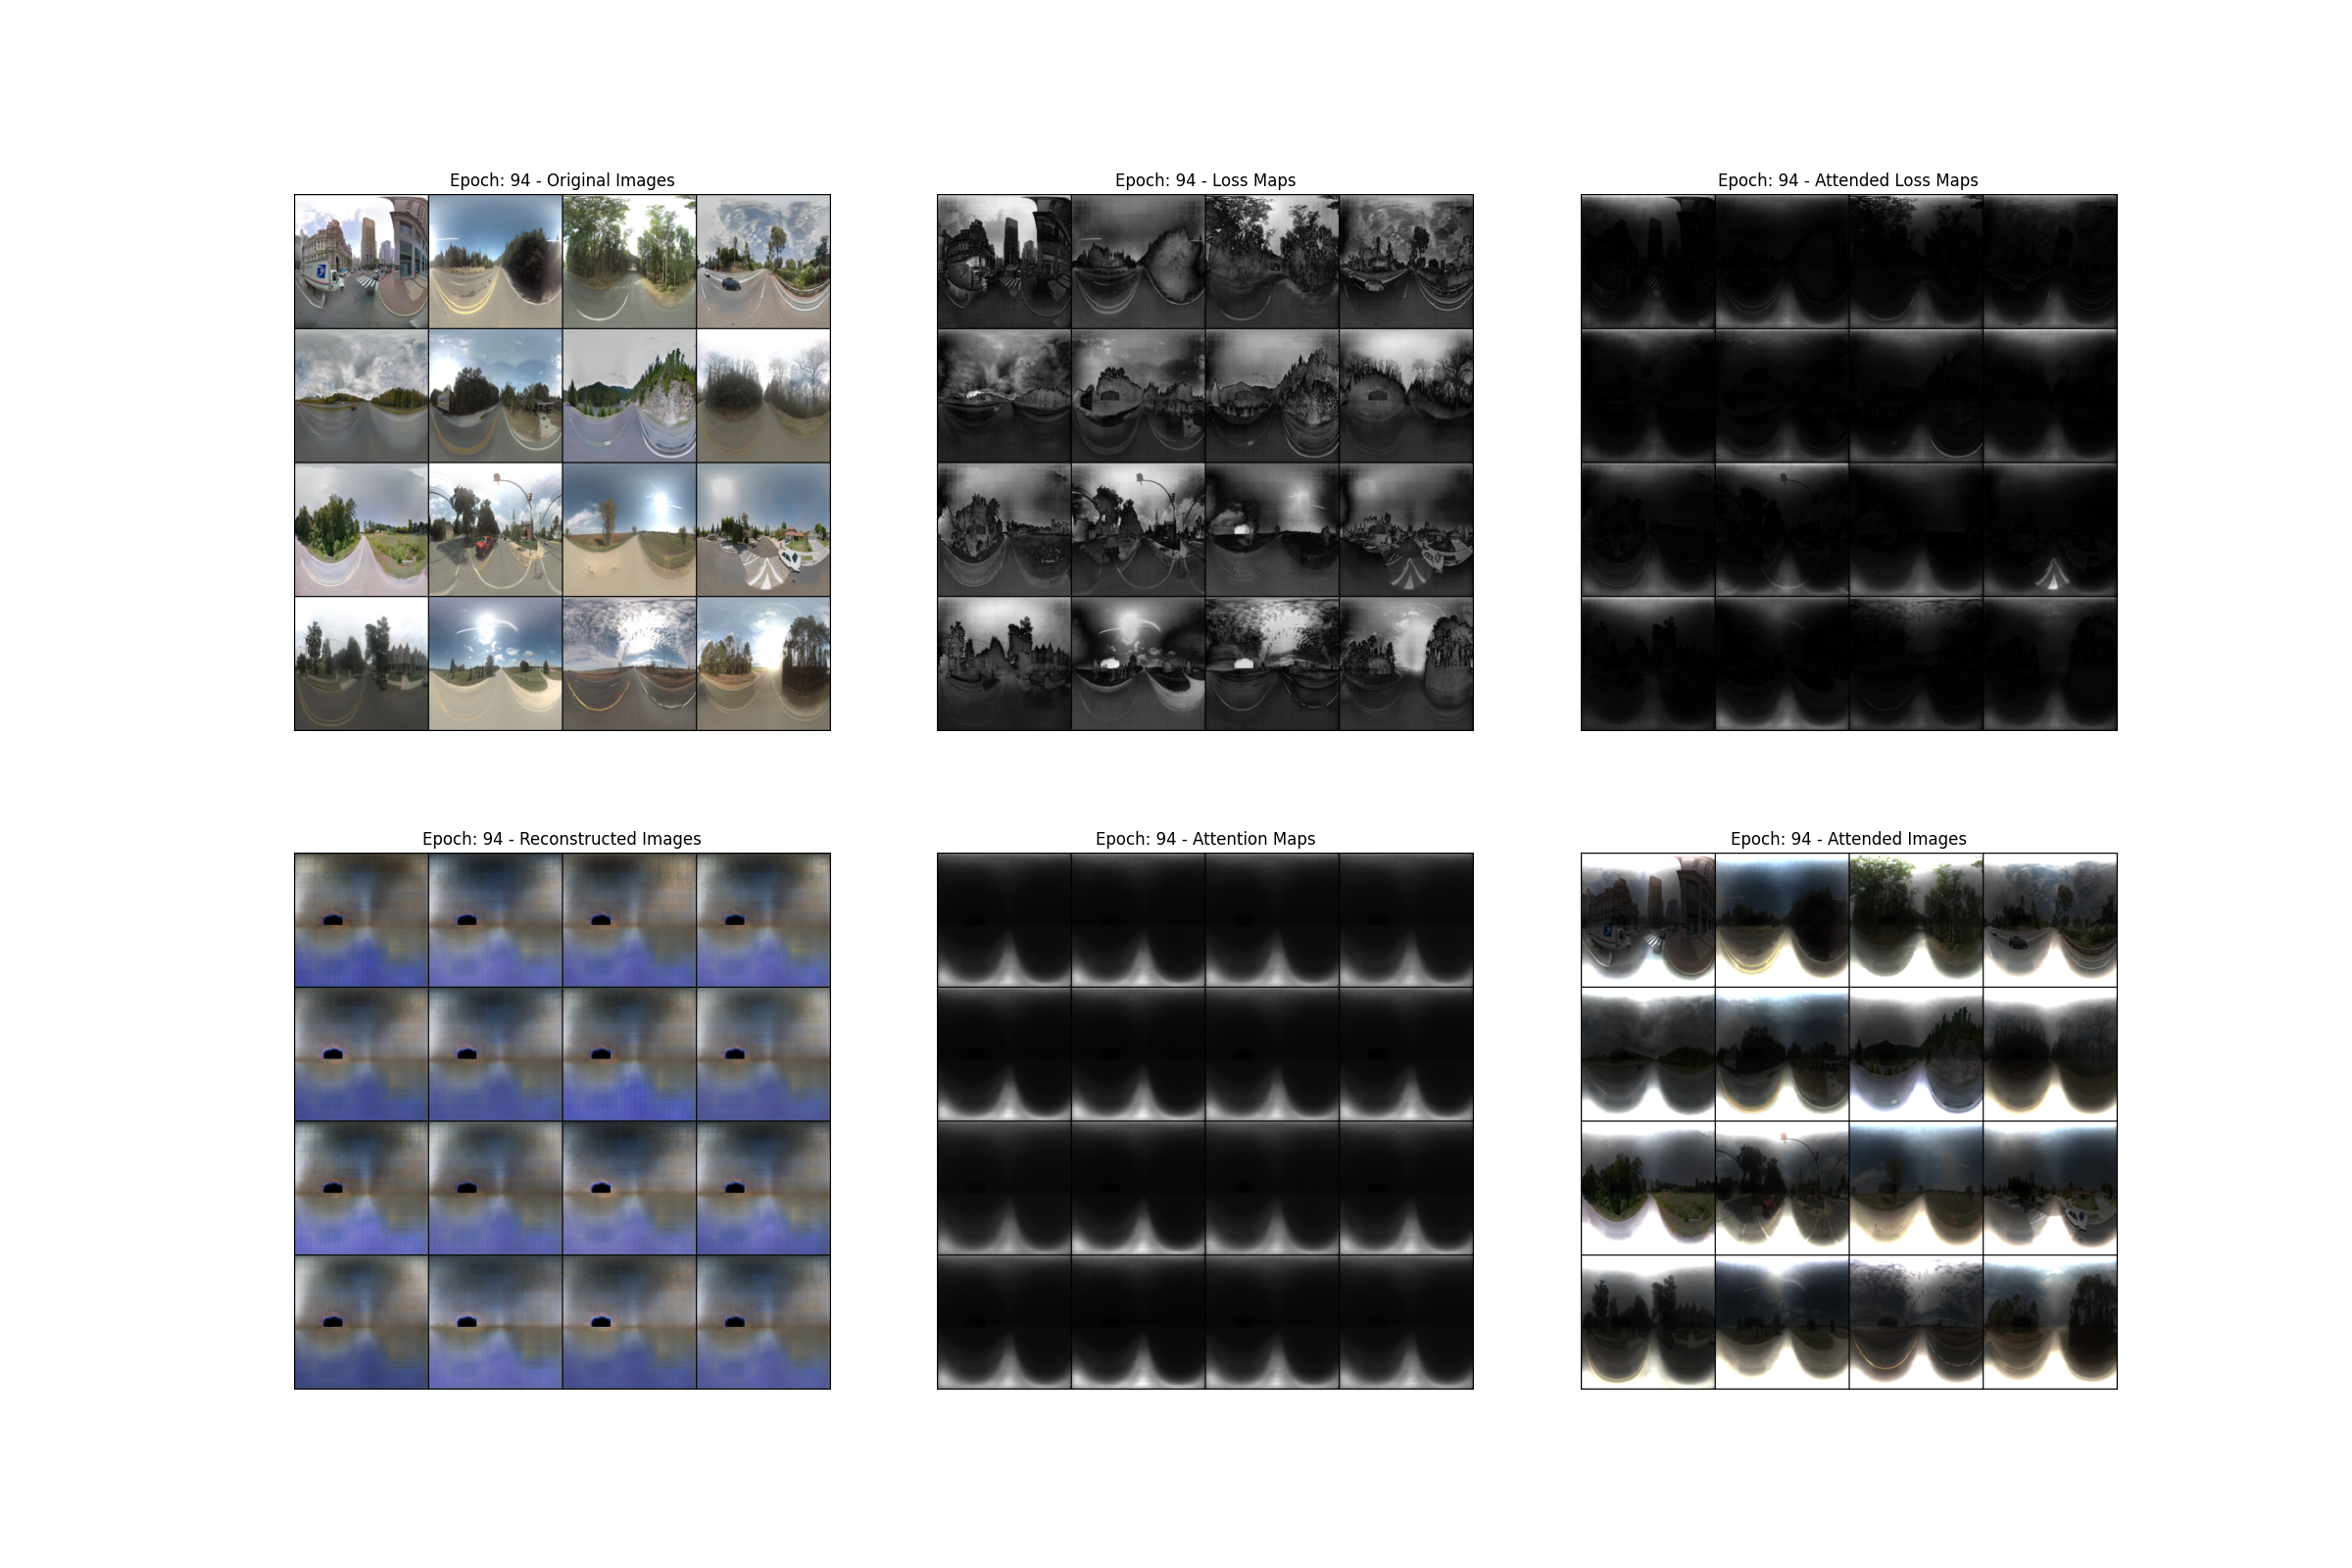 Epoch: 94 - Original Images
Epoch: 94 - Loss Maps
Epoch: 94 - Attended Loss Maps
Epoch: 94 - Reconstructed Images
Epoch: 94 - Attention Maps
Epoch: 94 - Attended Images